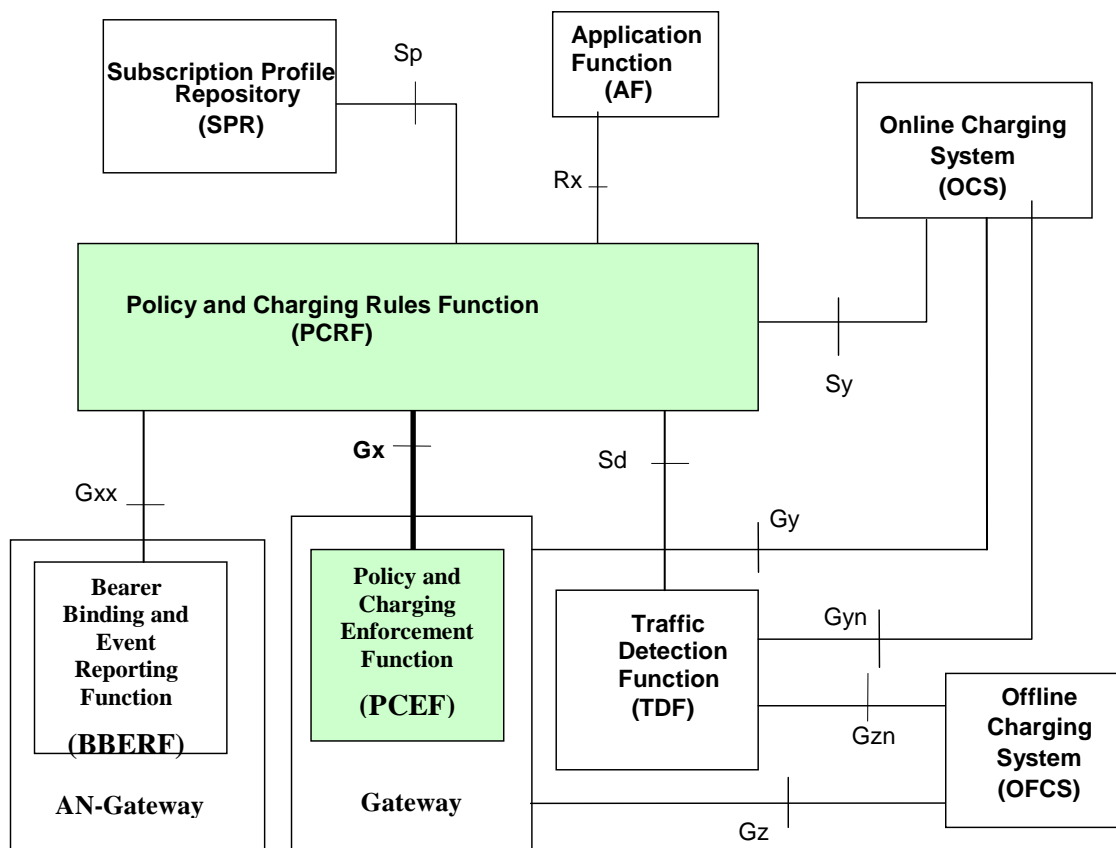 Subscription Profile
Repository
(SPR)
Sp
Application
Function
(AF)
Rx
Online Charging
System
(OCS)
Policy and Charging Rules Function
(PCRF)
Sy
Gxx
Gx
Sd
Gy
Bearer
Binding and
Event
Reporting
Function
(BBERF)
AN-Gateway
Policy and
Charging
Enforcement
Function
(PCEF)
Gateway
Traffic
Detection
Function
(TDF)
Gyn
Gzn
Gz
Offline
Charging
System
(OFCS)